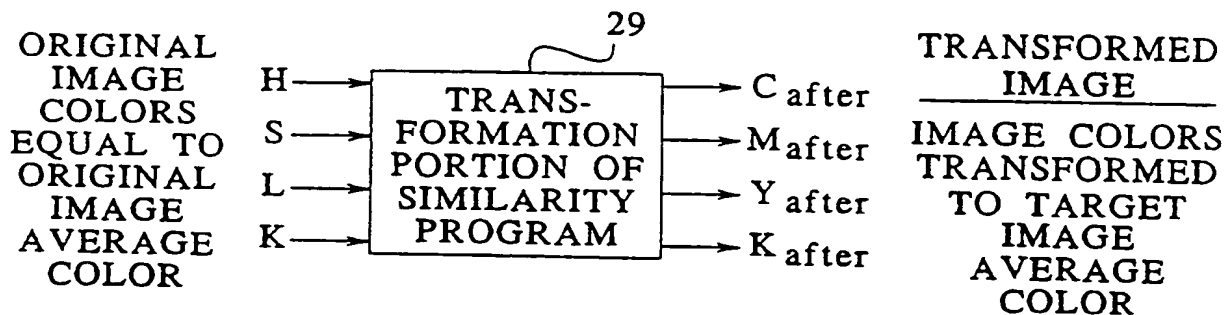 29
ORIGINAL
IMAGE
COLORS
EQUAL TO
ORIGINAL
IMAGE
AVERAGE
COLOR
H
S
L
K
TRANS-
FORMATION
PORTION OF
SIMILARITY
PROGRAM
C after
M after
Y after
K after
TRANSFORMED
IMAGE
IMAGE COLORS
TRANSFORMED
TO TARGET
IMAGE
AVERAGE
COLOR